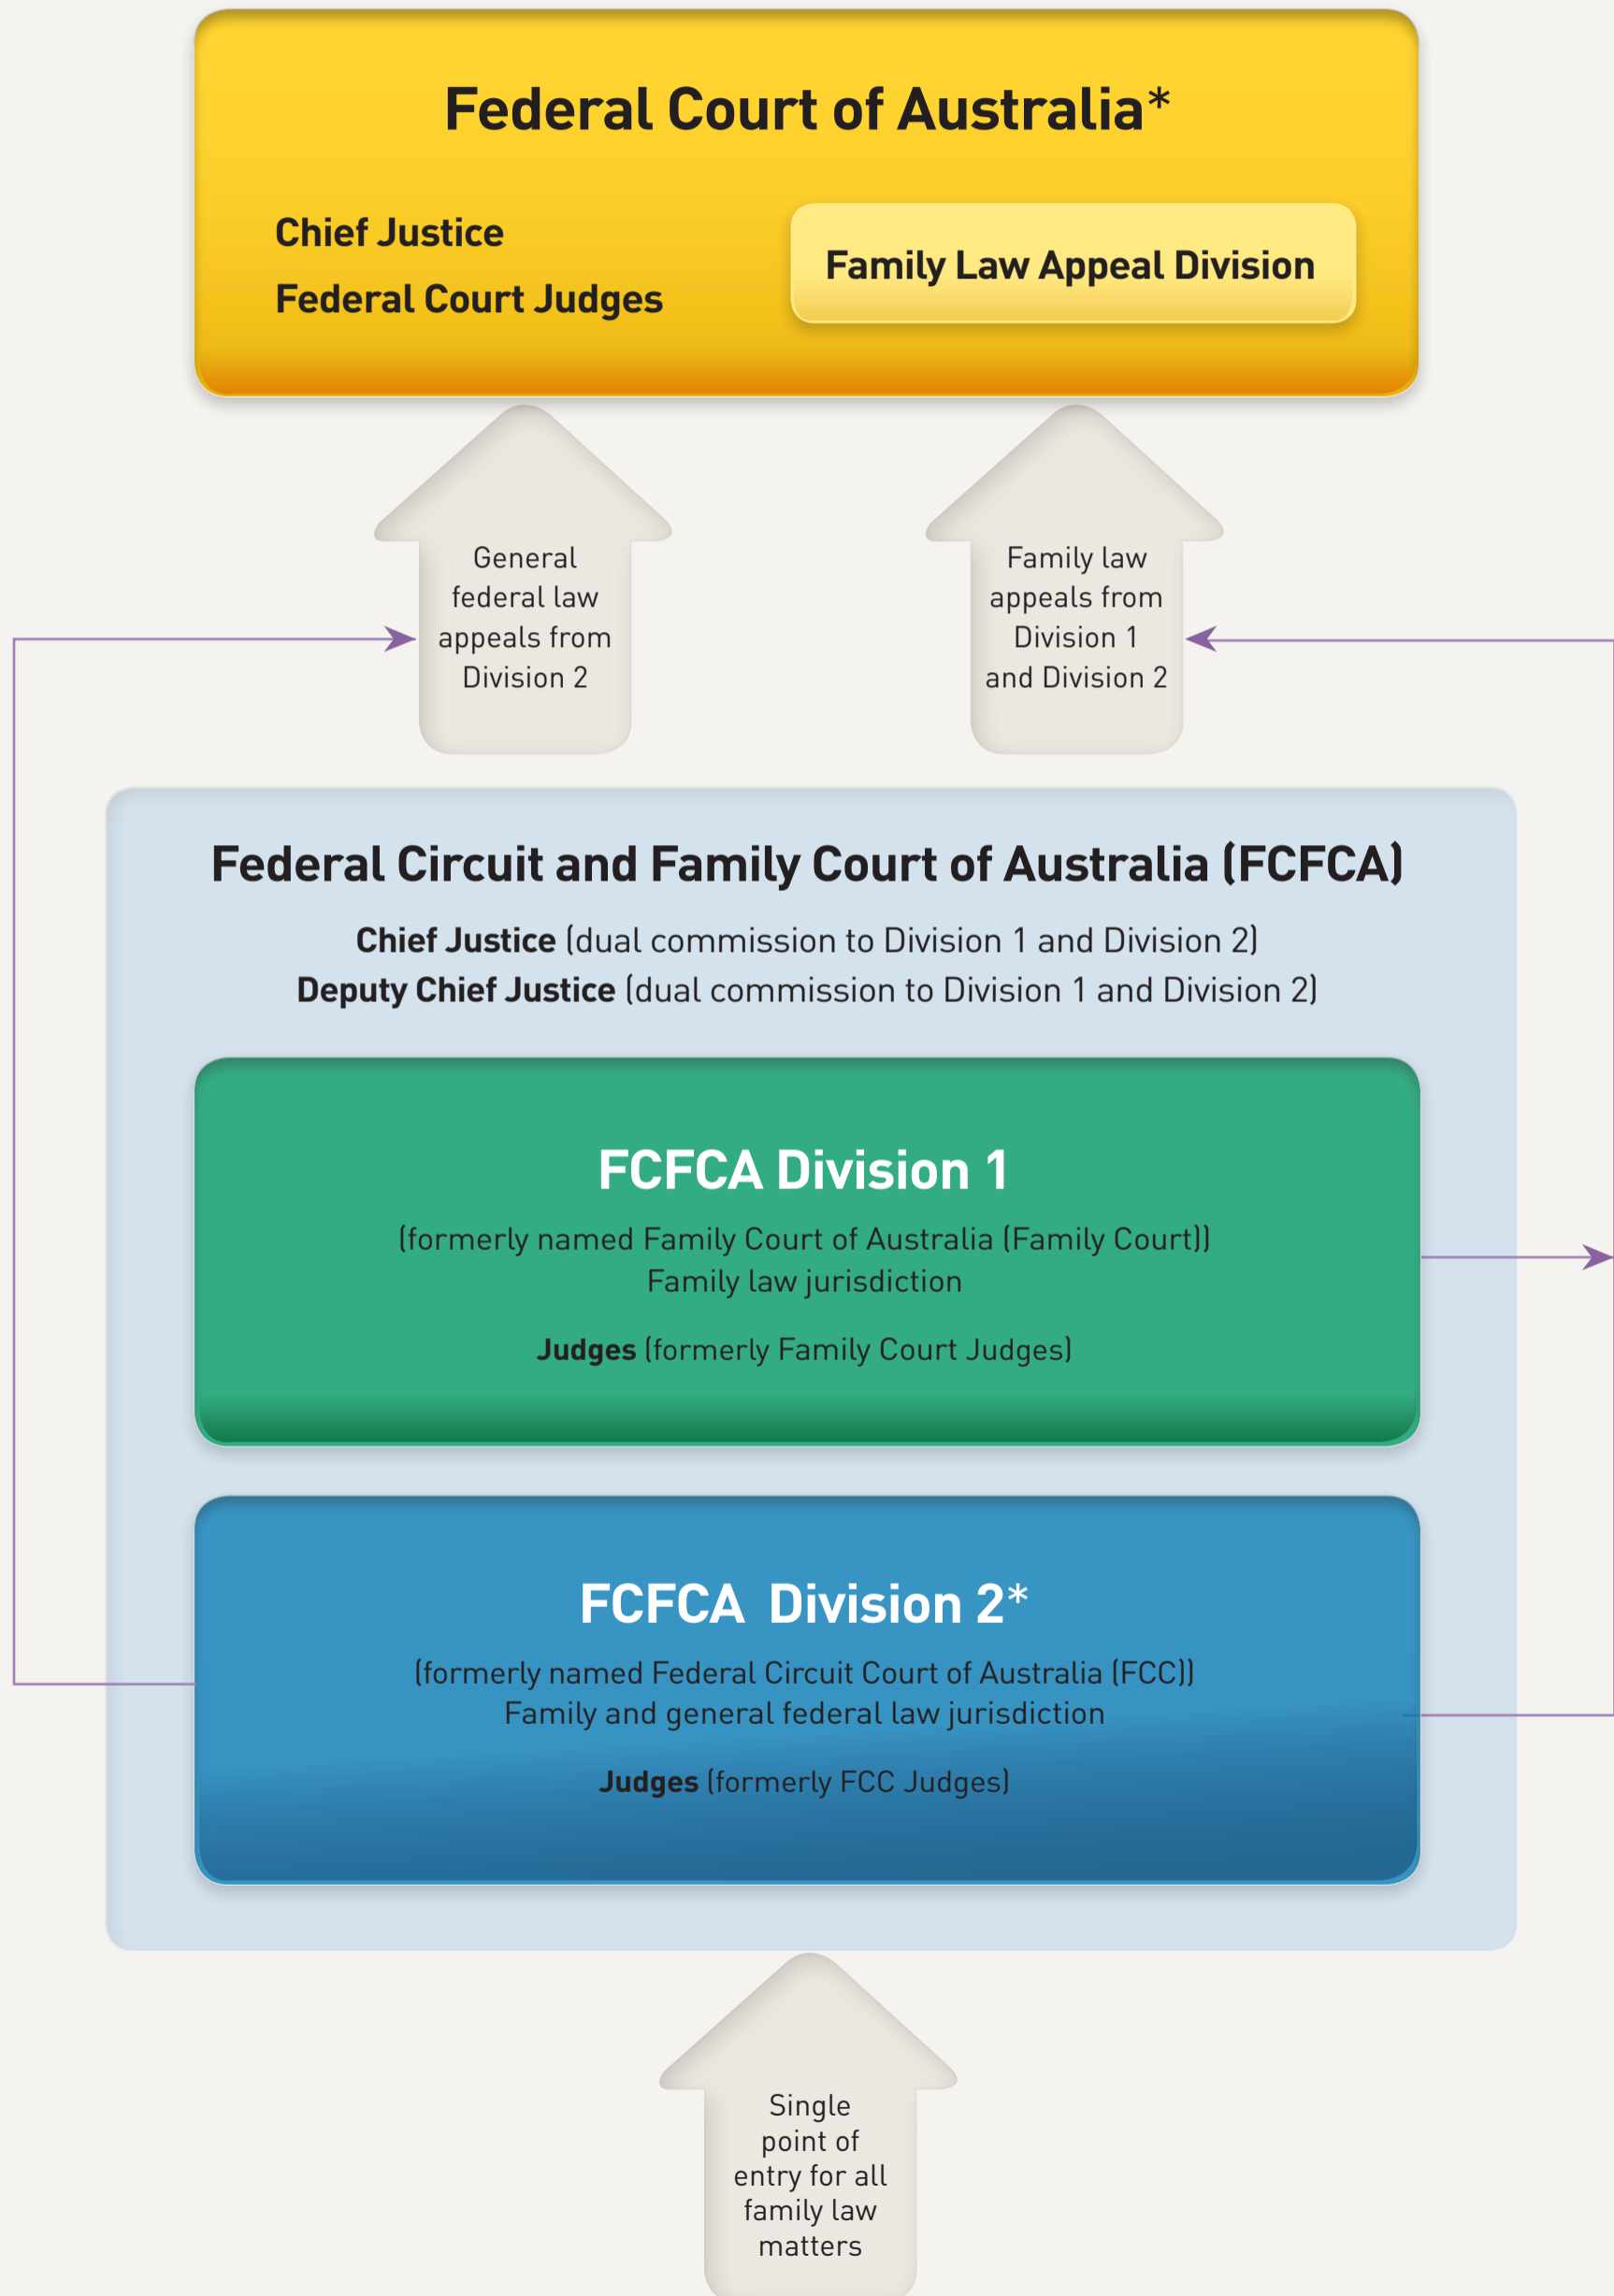 Federal Court of Australia*
Chief Justice
Federal Court Judges
Family Law Appeal Division
General
federal law
appeals from
Division 2
Family law
appeals from
Division 1
and Division 2
Federal Circuit and Family Court of Australia (FCFCA)
Chief Justice (dual commission to Division 1 and Division 2)
Deputy Chief Justice (dual commission to Division 1 and Division 2)
FCFCA Division 1
(formerly named Family Court of Australia (Family Court))
Family law jurisdiction
Judges (formerly Family Court Judges)
FCFCA Division 2*
(formerly named Federal Circuit Court of Australia (FCC))
Family and general federal law jurisdiction
Judges (formerly FCC Judges)
Single
point of
entry for all
family law
matters